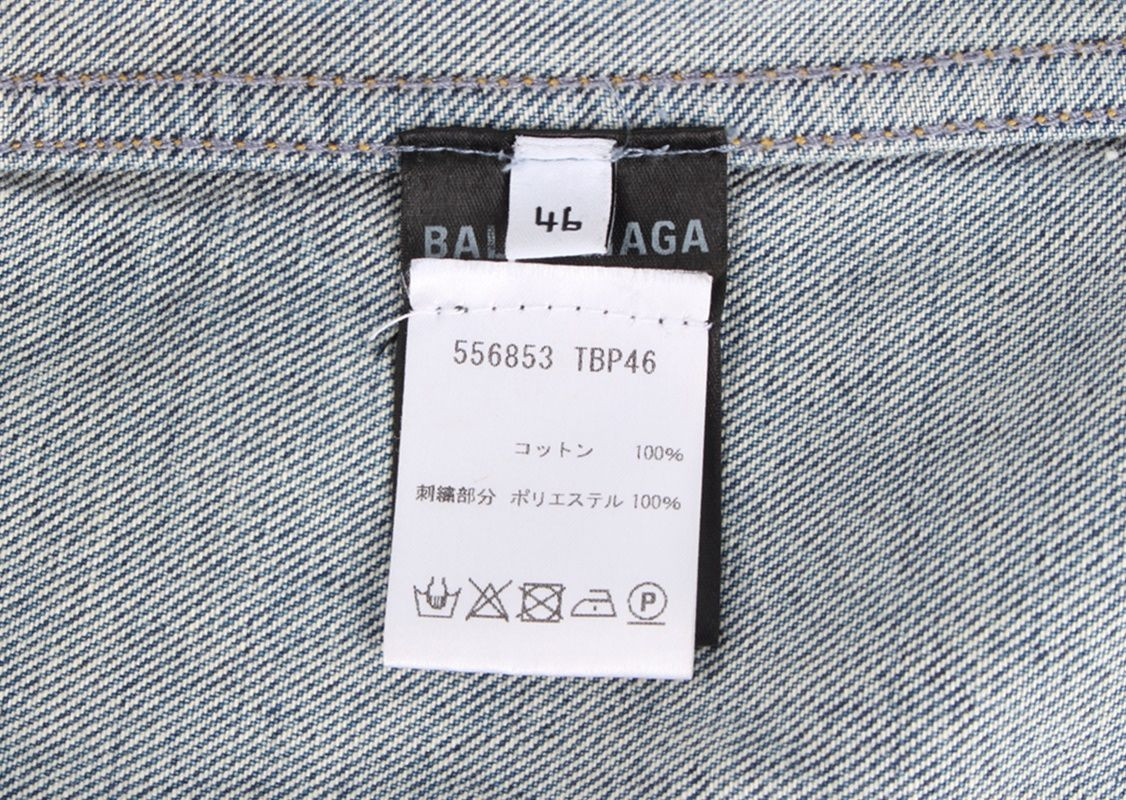 46
BAL AGA
556853 TBP46
コットン 100%
刺繍部分 ポリエステル 100%
P